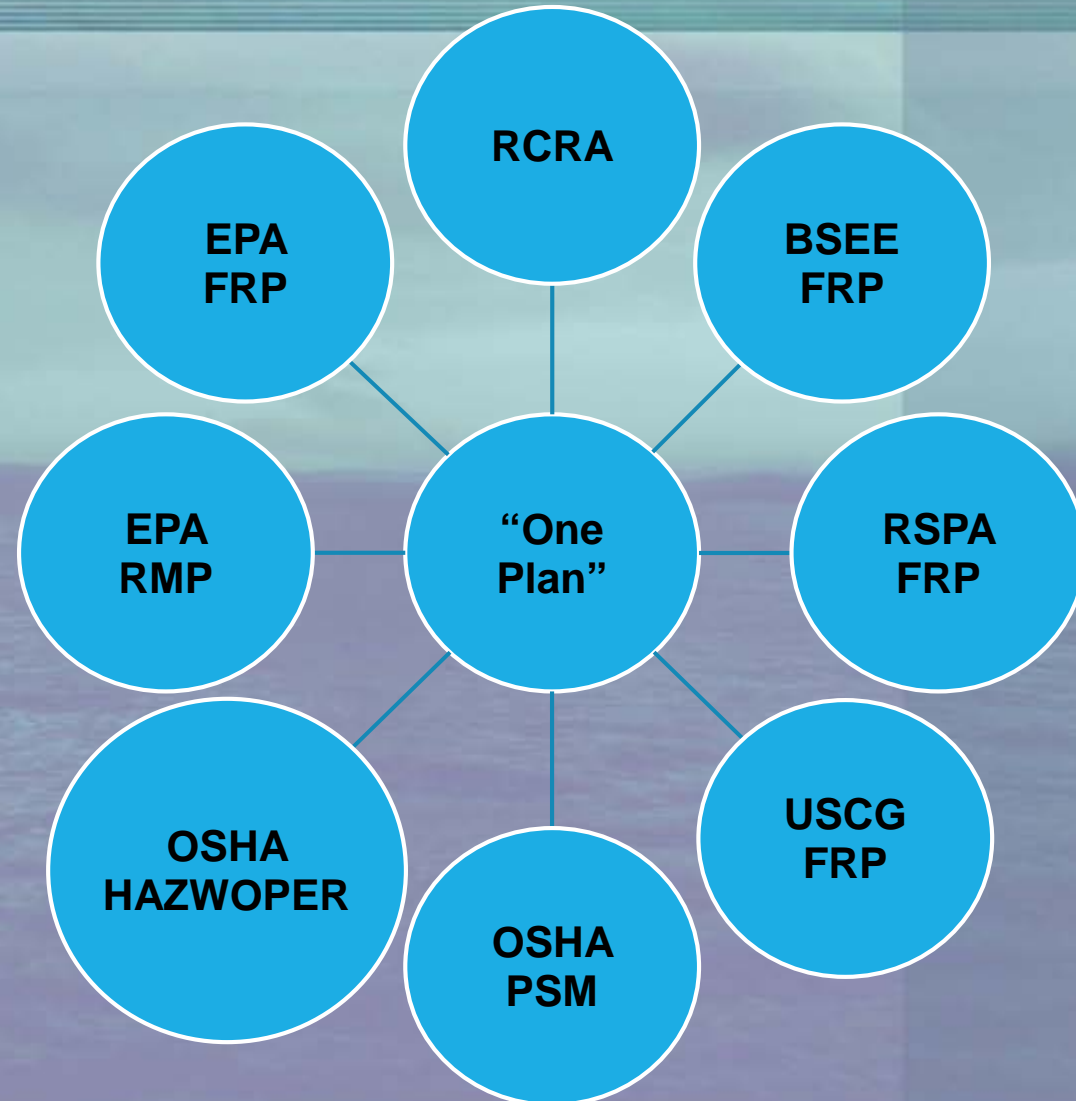 RCRA
EPA
FRP
BSEE
FRP
EPA
RMP
“One
Plan”
RSPA
FRP
OSHA
HAZWOPER
USCG
FRP
OSHA
PSM